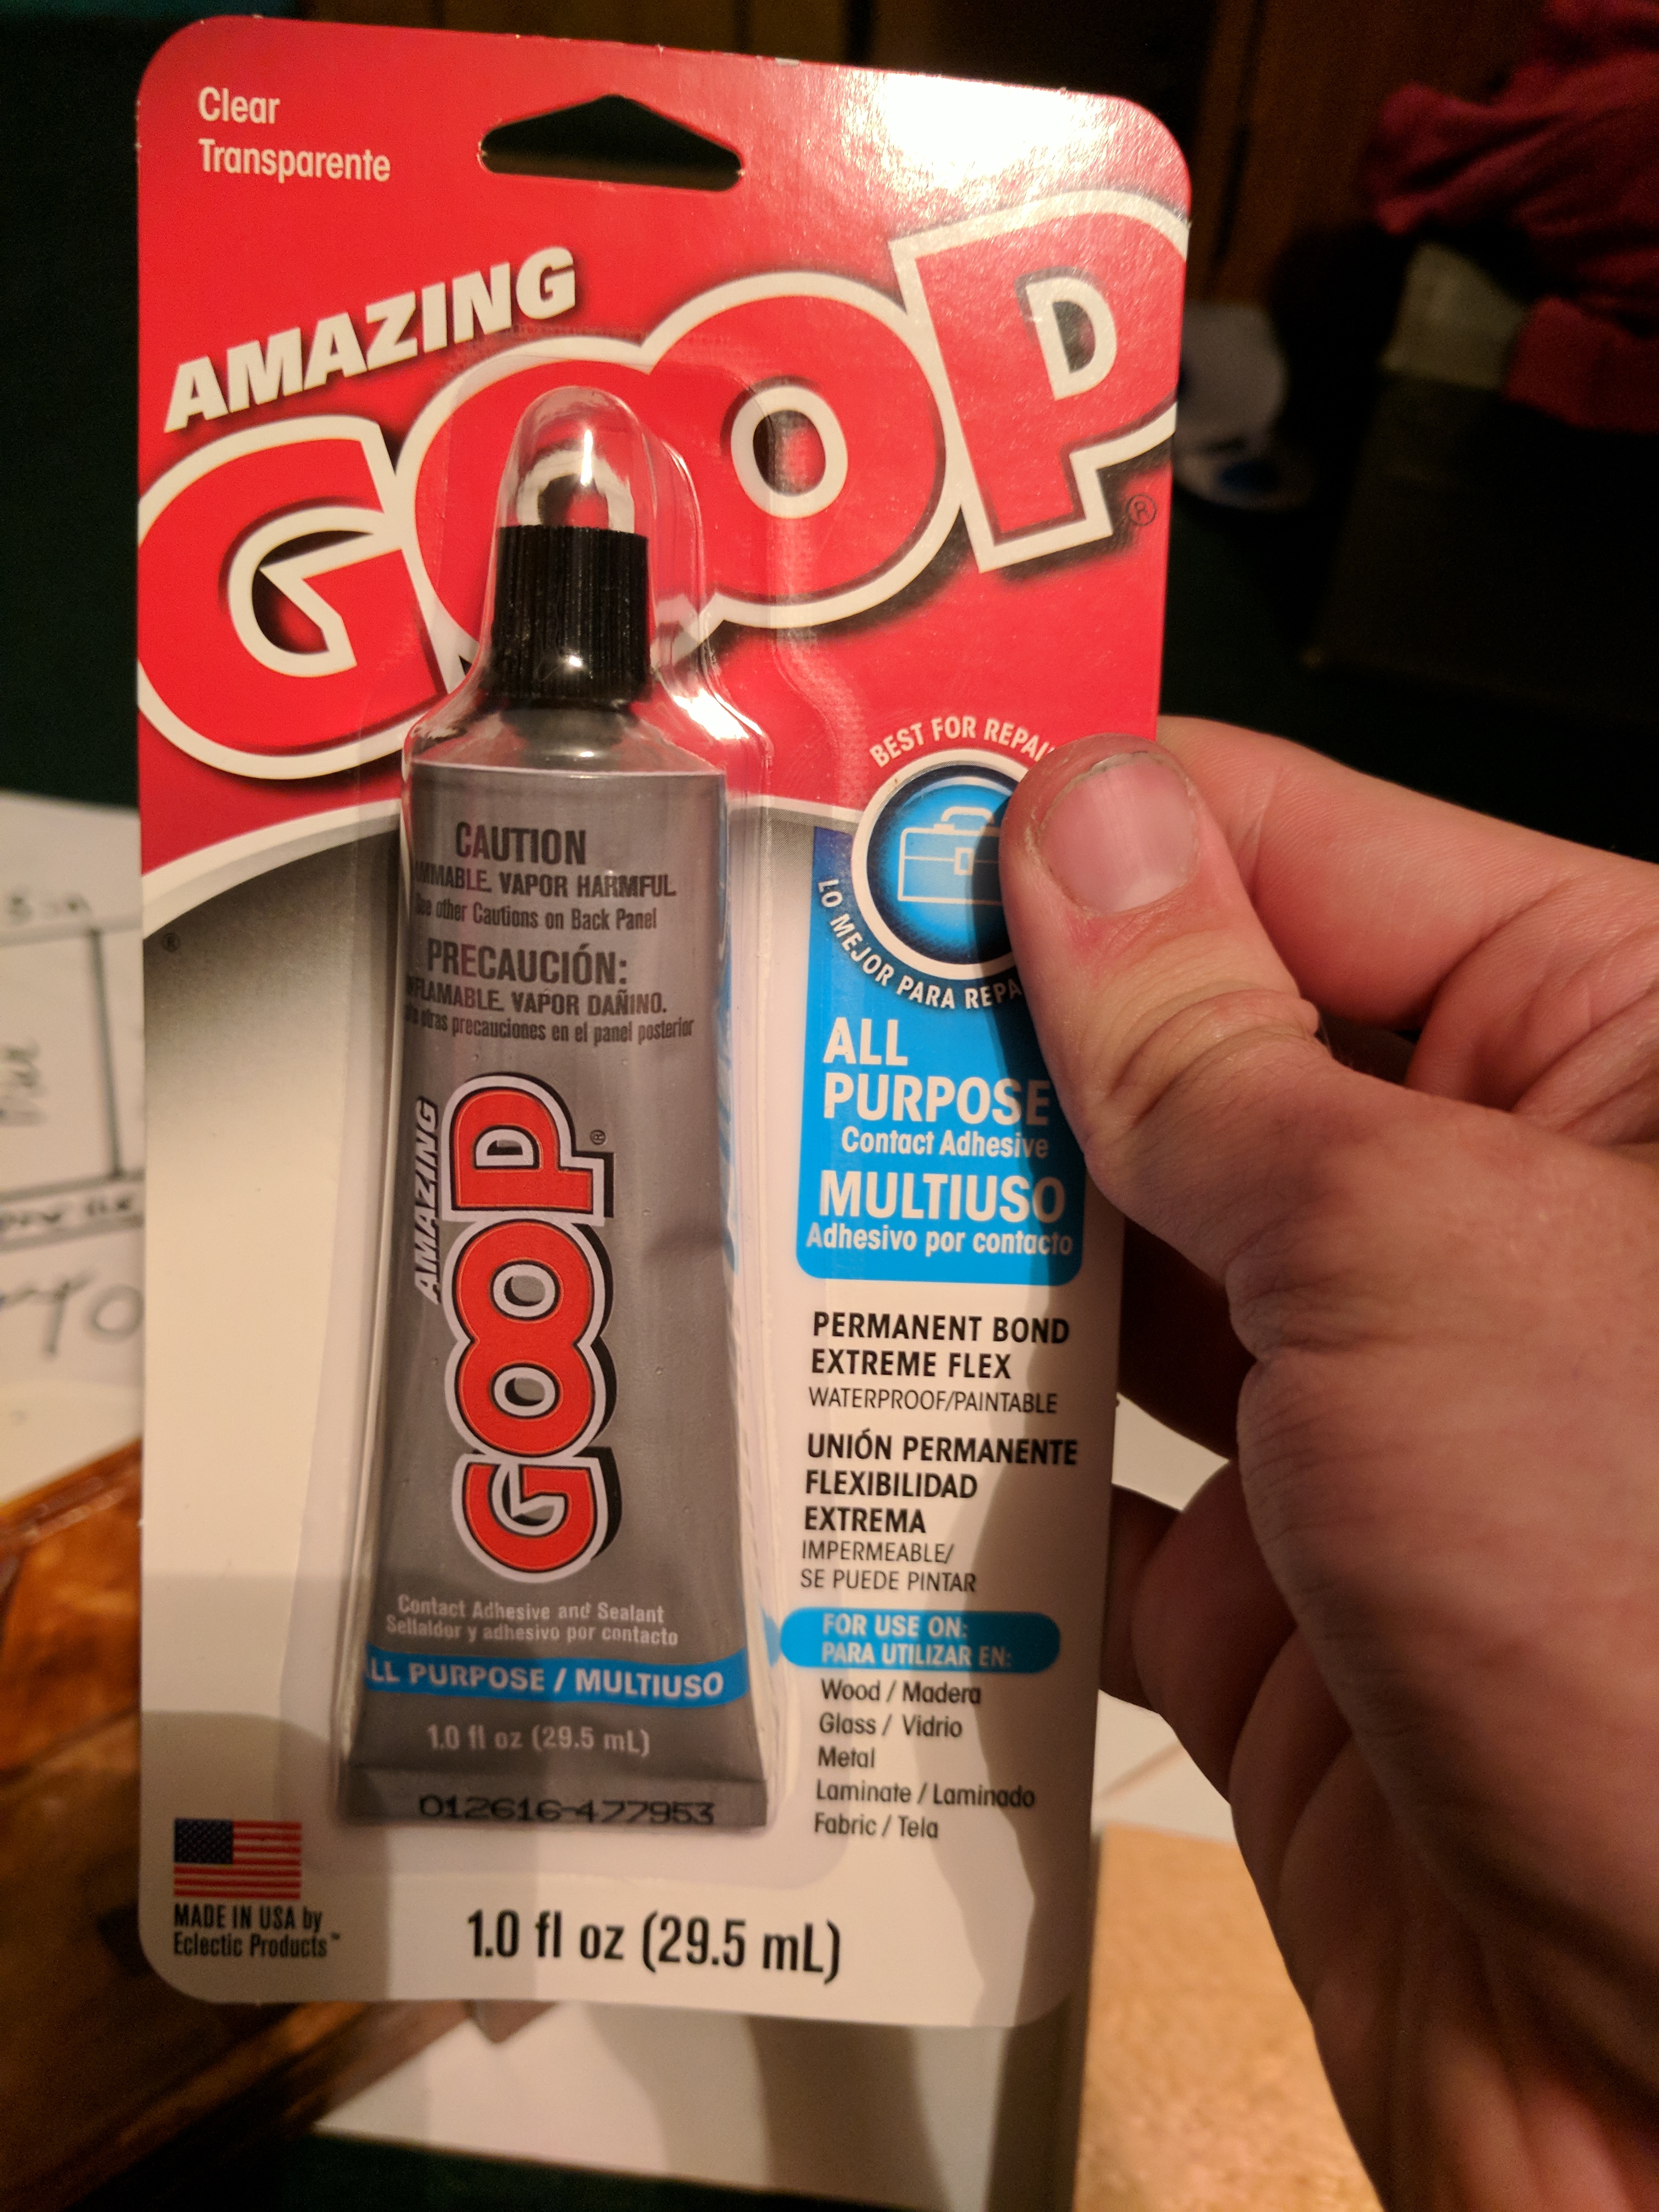 Clear
Transparente
AMAZING
GOOP®
BEST FOR
LO MEJOR PARA
ALL
PURPOSE
Contact Adhesive
MULTIUSO
Adhesivo por contacto
PERMANENT BOND
EXTREME FLEX
WATERPROOF/PAINTABLE
UNIÓN PERMANENTE
FLEXIBILIDAD
EXTREMA
IMPERMEABLE/
SE PUEDE PINTAR
FOR USE ON:
PARA UTILIZAR EN:
Wood / Madera
Glass / Vidrio
Metal
Laminate / Laminado
Fabric / Tela
CAUTION
VAPOR HARMFUL
other Cautions on Back Panel
PRECAUCIÓN:
VAPOR DAÑINO.
otras precauciones en el panel posterior
AMAZING
GOOP®
Contact Adhesive and Sealant
Sellaldor y adhesivo por contacto
ALL PURPOSE / MULTIUSO
1.0 fl oz (29.5 mL)
012616-477953
®
MADE IN USA by
Eclectic Products™
1.0 fl oz (29.5 mL)